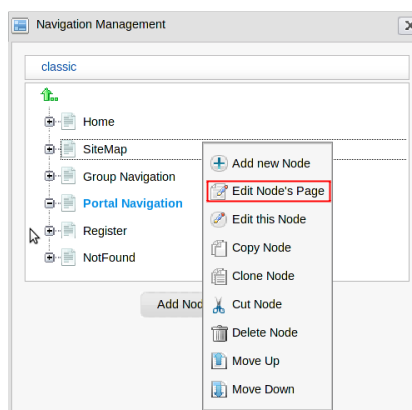 Navigation Management
classic
Home
SiteMap
Group Navigation
Portal Navigation
Register
NotFound
Add Nod
Add new Node
Edit Node's Page
Edit this Node
Copy Node
Clone Node
Cut Node
Delete Node
Move Up
Move Down